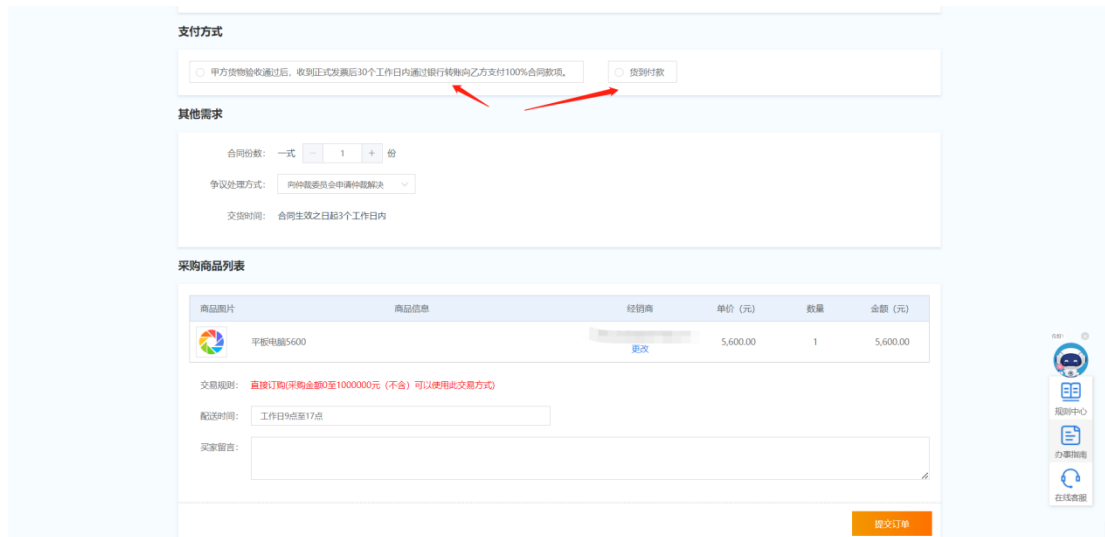 支付方式
甲方货物验收通过后，收到正式发票后30个工作日内通过银行转账向乙方支付100%合同款项。 货到付款
其他需求
合同份数： 一式 － 1 + 份
争议处理方式： 向仲裁委员会申请仲裁解决
交货时间： 合同生效之日起3个工作日内
采购商品列表
商品图片 商品信息 经销商 单价（元） 数量 金额（元）
平板电脑5600 更改 5,600.00 1 5,600.00
交易规则： 直接订购(采购金额0至1000000元（不含）可以使用此交易方式)
配送时间： 工作日9点至17点
买家留言：
提交订单
规则中心
办事指南
在线客服